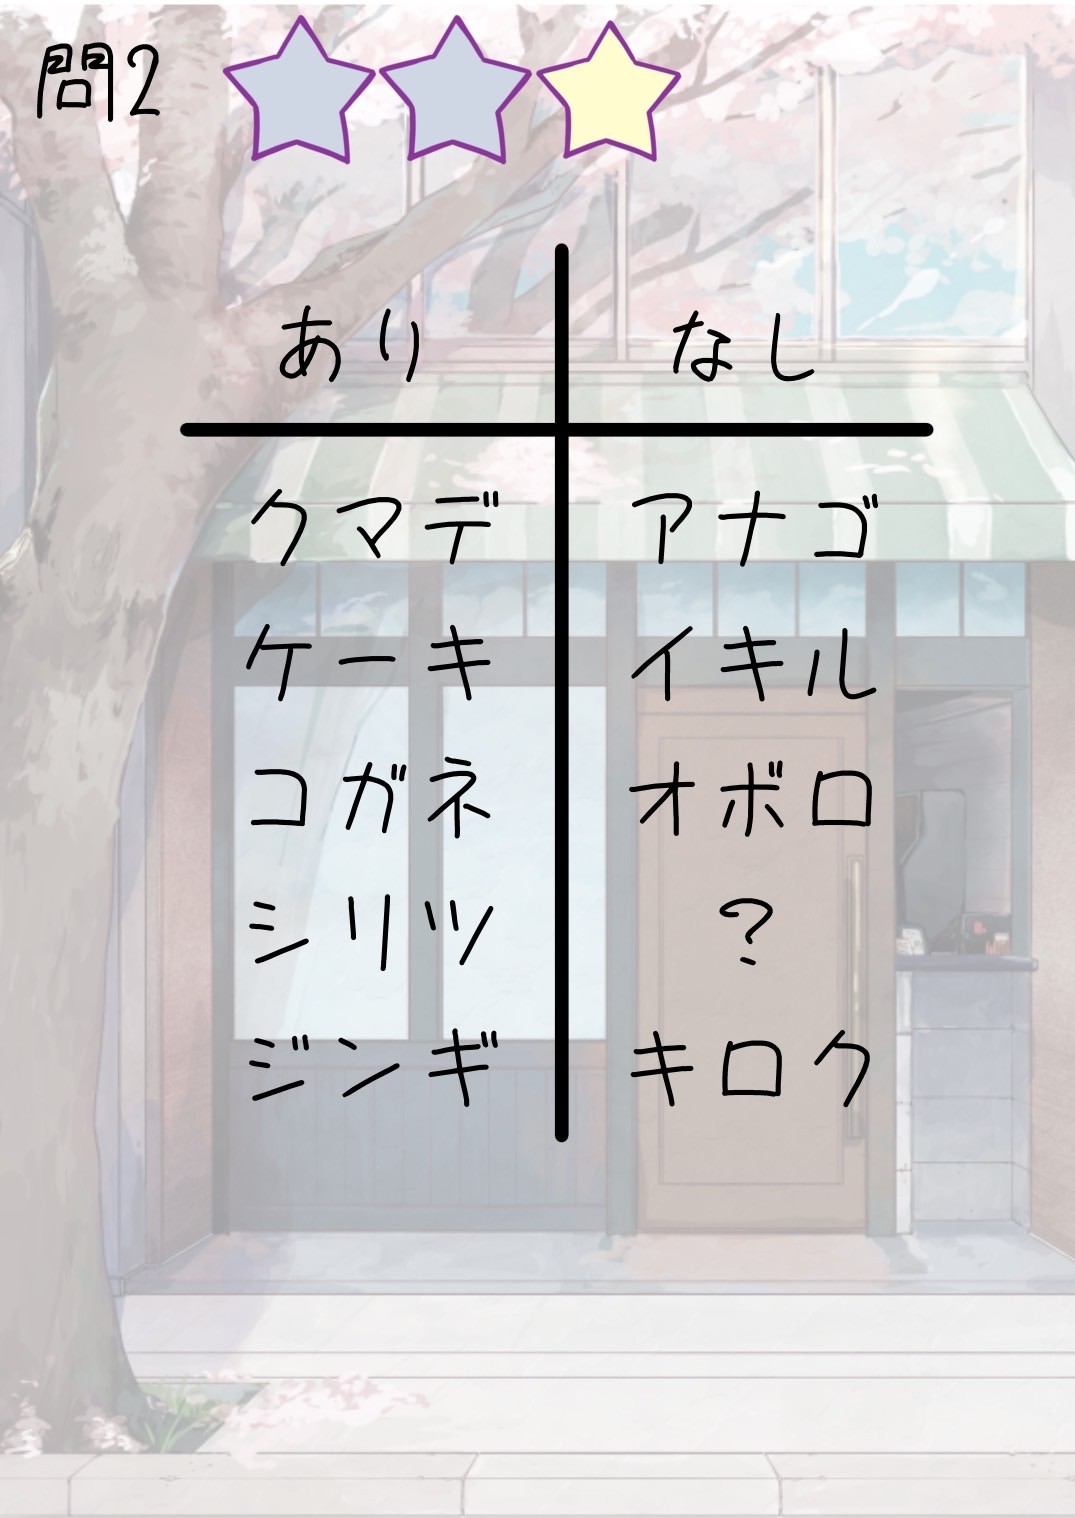 問2
あり なし
クマデ アナゴ
ケーキ イキル
コガネ オボロ
シリツ ?
ジンギ キロク